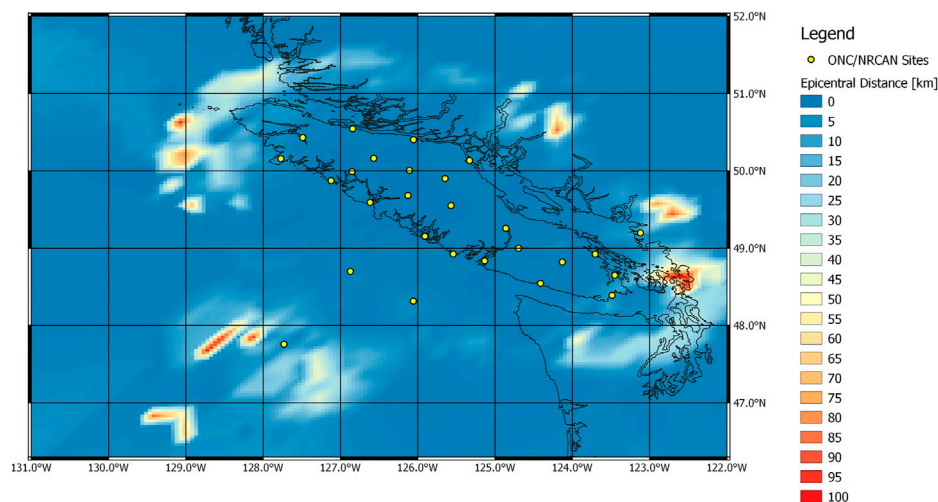 52.0°N
51.0°N
50.0°N
49.0°N
48.0°N
47.0°N
131.0°W 130.0°W 129.0°W 128.0°W 127.0°W 126.0°W 125.0°W 124.0°W 123.0°W 122.0°W
Legend
ONC/NRCAN Sites
Epicentral Distance [km]
0
5
10
15
20
25
30
35
40
45
50
55
60
65
70
75
80
85
90
95
100